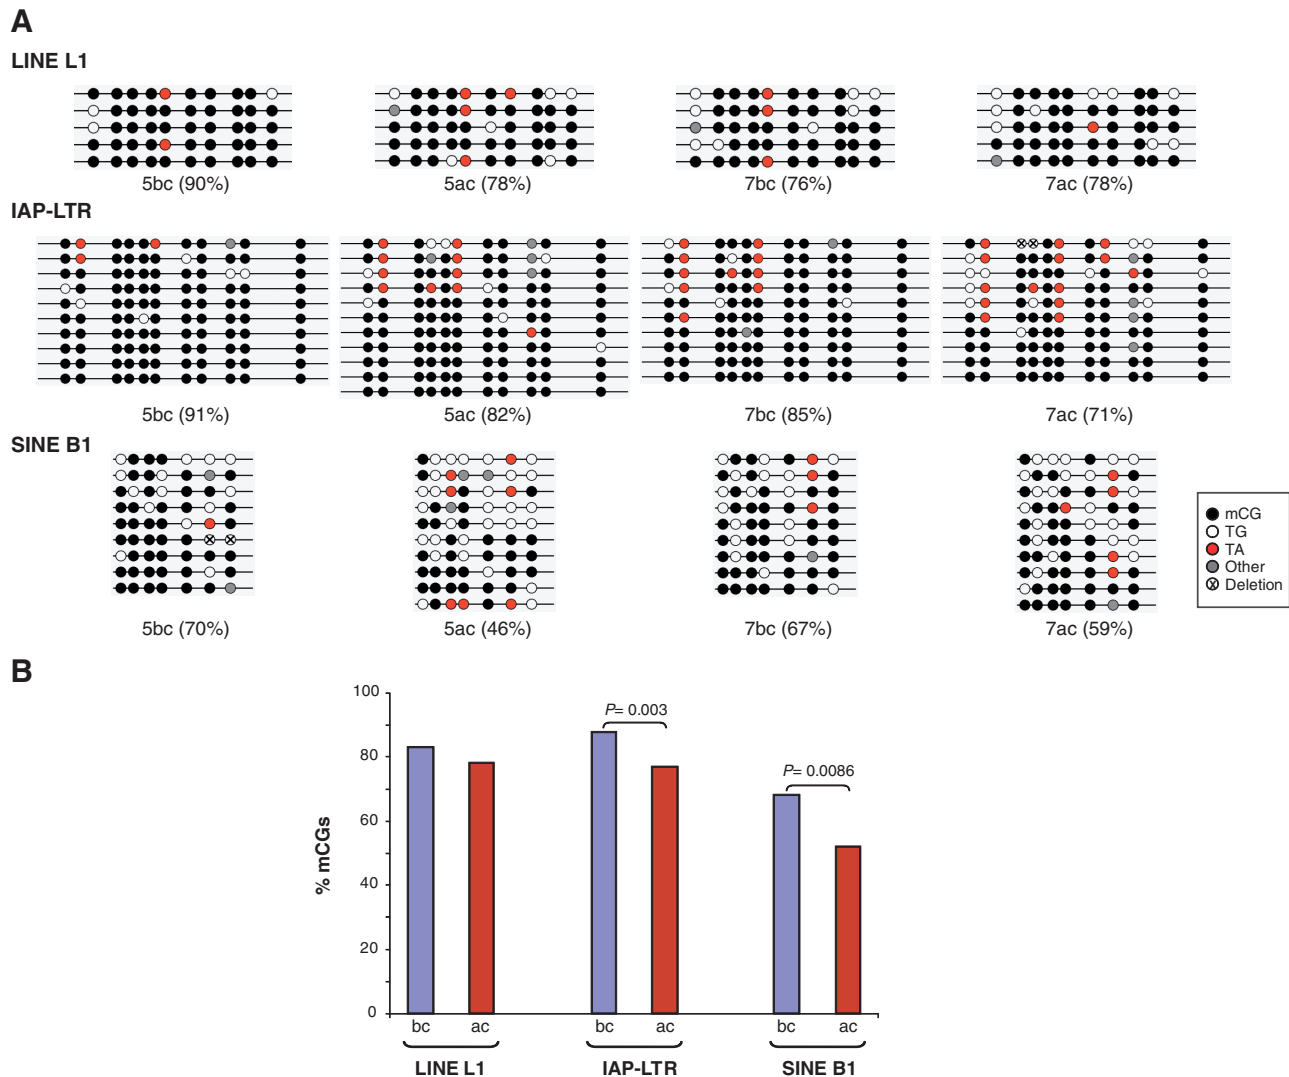 A
LINE L1
5bc (90%)
5ac (78%)
7bc (76%)
7ac (78%)
IAP-LTR
5bc (91%)
5ac (82%)
7bc (85%)
7ac (71%)
SINE B1
5bc (70%)
5ac (46%)
7bc (67%)
7ac (59%)
mCG
TG
TA
Other
Deletion
B
% mCGs
100
80
60
40
20
0
P= 0.003
P= 0.0086
bc
ac
bc
ac
bc
ac
LINE L1
IAP-LTR
SINE B1